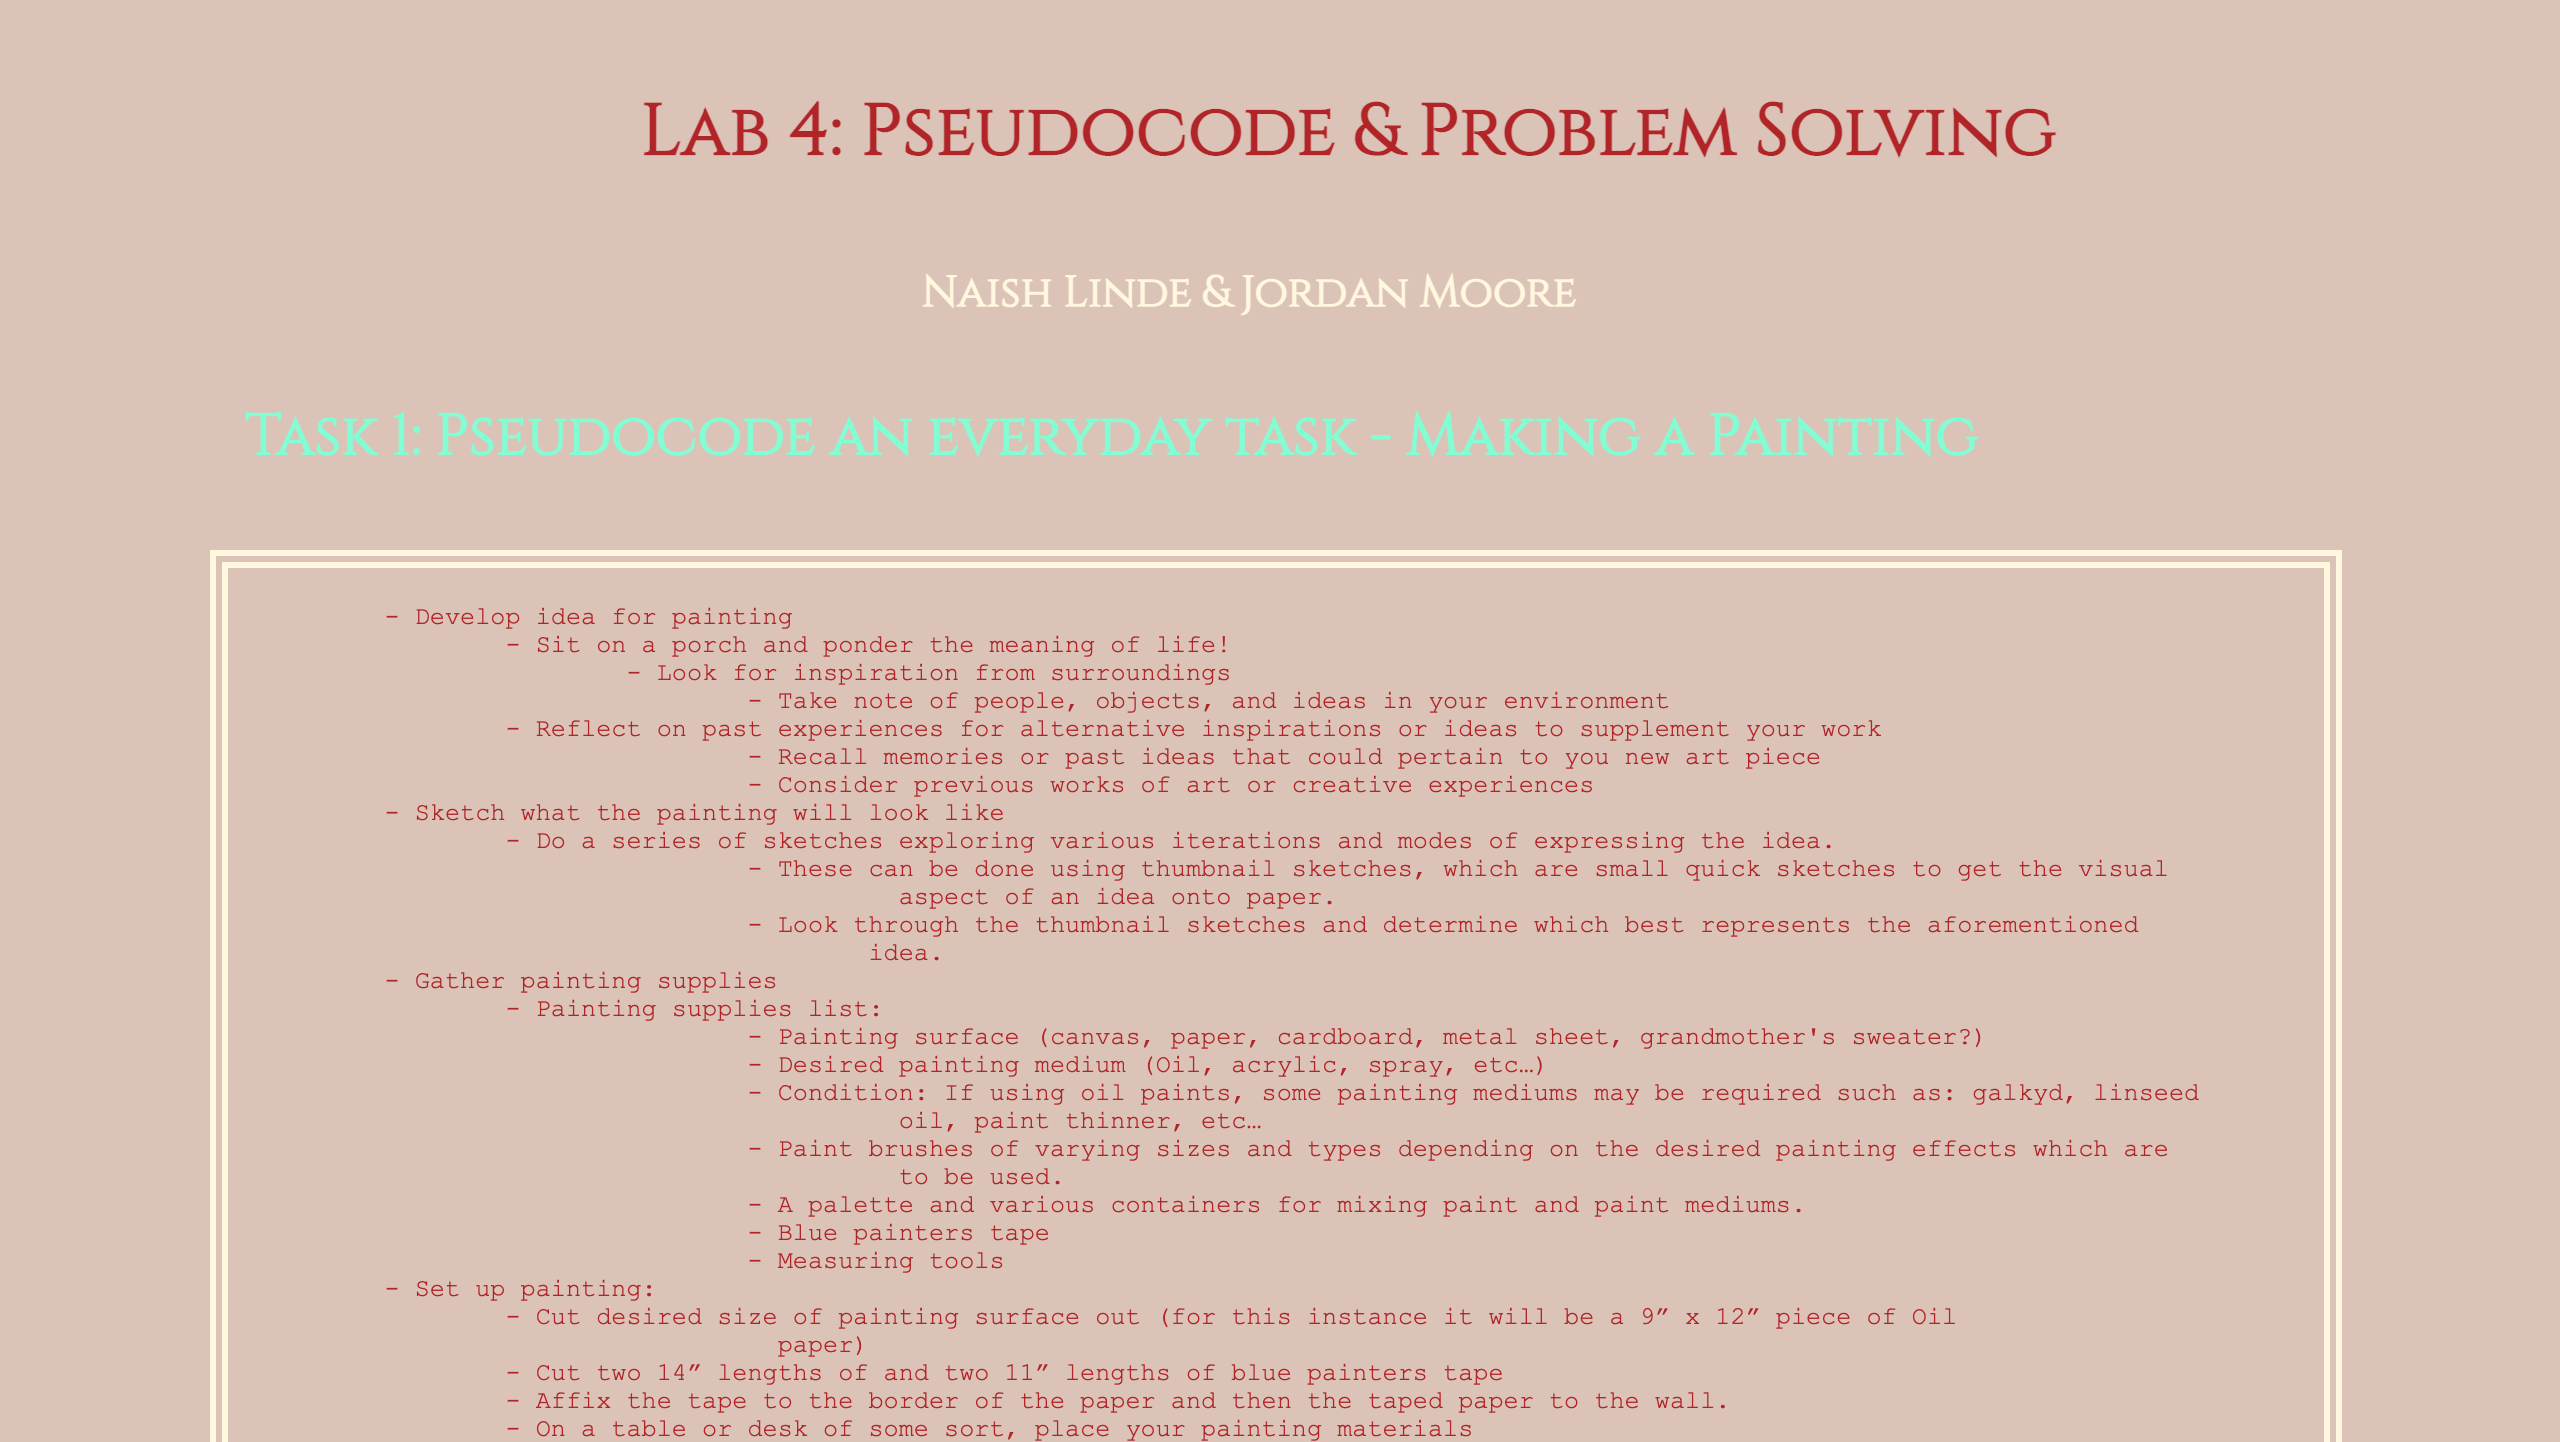 Lab 4: Pseudocode & Problem Solving
Naish Linde & Jordan Moore
Task 1: Pseudocode an everyday task - Making a Painting
- Develop idea for painting
- Sit on a porch and ponder the meaning of life!
- Look for inspiration from surroundings
- Take note of people, objects, and ideas in your environment
- Reflect on past experiences for alternative inspirations or ideas to supplement your work
- Recall memories or past ideas that could pertain to you new art piece
- Consider previous works of art or creative experiences
- Sketch what the painting will look like
- Do a series of sketches exploring various iterations and modes of expressing the idea.
- These can be done using thumbnail sketches, which are small quick sketches to get the visual
aspect of an idea onto paper.
- Look through the thumbnail sketches and determine which best represents the aforementioned
idea.
- Gather painting supplies
- Painting supplies list:
- Painting surface (canvas, paper, cardboard, metal sheet, grandmother's sweater?)
- Desired painting medium (Oil, acrylic, spray, etc…)
- Condition: If using oil paints, some painting mediums may be required such as: galkyd, linseed
oil, paint thinner, etc…
- Paint brushes of varying sizes and types depending on the desired painting effects which are
to be used.
- A palette and various containers for mixing paint and paint mediums.
- Blue painters tape
- Measuring tools
- Set up painting:
- Cut desired size of painting surface out (for this instance it will be a 9” x 12” piece of Oil
paper)
- Cut two 14” lengths of and two 11” lengths of blue painters tape
- Affix the tape to the border of the paper and then the taped paper to the wall.
- On a table or desk of some sort, place your painting materials